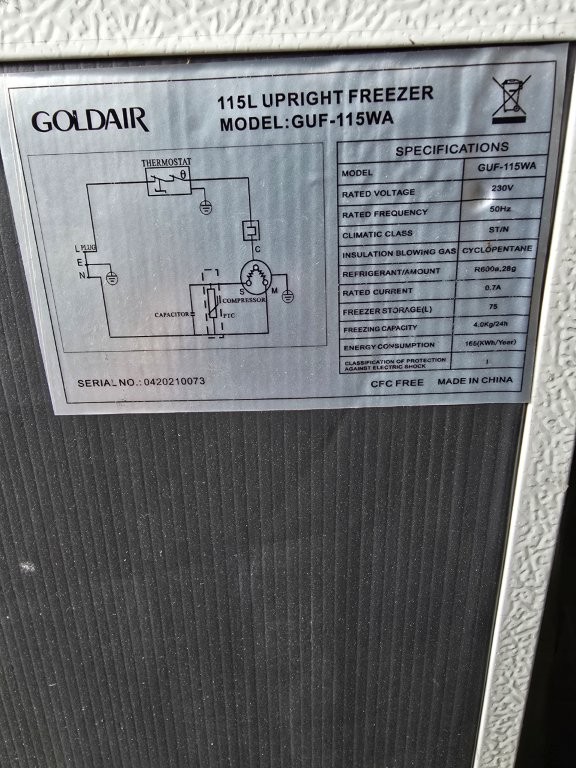 GOLDAIR
115L UPRIGHT FREEZER
MODEL:GUF-115WA
THERMOSTAT
θ
L PLUG
E
N
C
S M
COMPRESSOR
CAPACITOR
PTC
SPECIFICATIONS
MODEL GUF-115WA
RATED VOLTAGE 230V
RATED FREQUENCY 50Hz
CLIMATIC CLASS ST/N
INSULATION BLOWING GAS CYCLOPENTANE
REFRIGERANT/AMOUNT R600a,28g
RATED CURRENT 0.7A
FREEZER STORAGE(L) 75
FREEZING CAPACITY 4.0Kg/24h
ENERGY CONSUMPTION 166(KWh/Year)
CLASSIFICATION OF PROTECTION
AGAINST ELECTRIC SHOCK I
SERIAL NO.: 0420210073
CFC FREE MADE IN CHINA